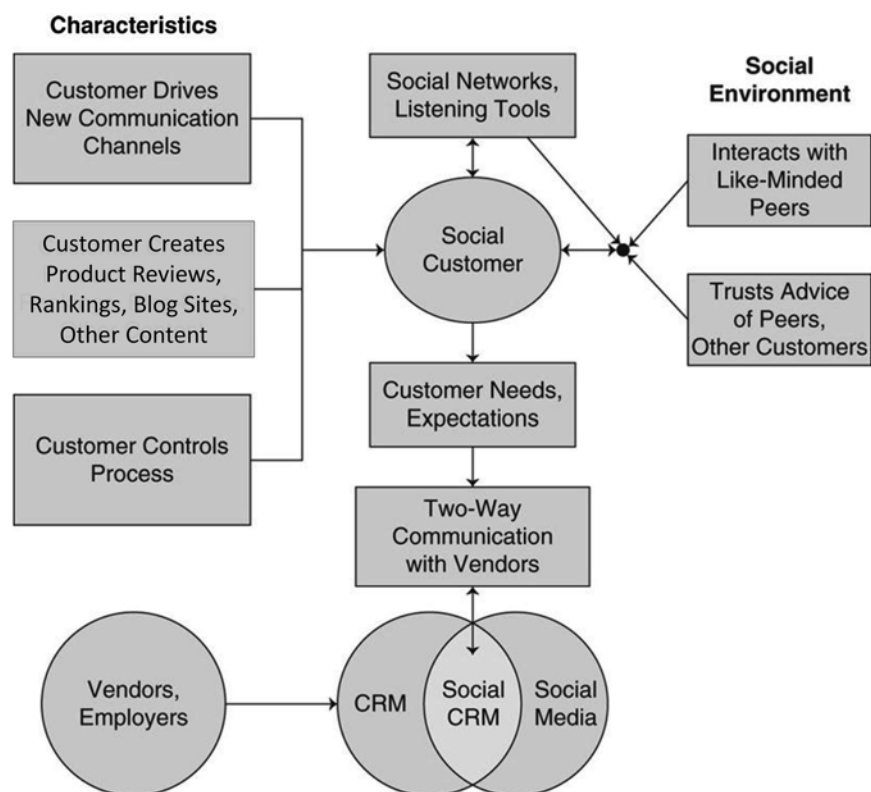 Characteristics
Customer Drives
New Communication
Channels
Customer Creates
Product Reviews,
Rankings, Blog Sites,
Other Content
Customer Controls
Process
Social Networks,
Listening Tools
Social
Customer
Customer Needs,
Expectations
Two-Way
Communication
with Vendors
Social
Environment
Interacts with
Like-Minded
Peers
Trusts Advice
of Peers,
Other Customers
Vendors,
Employers
CRM
Social
CRM
Social
Media